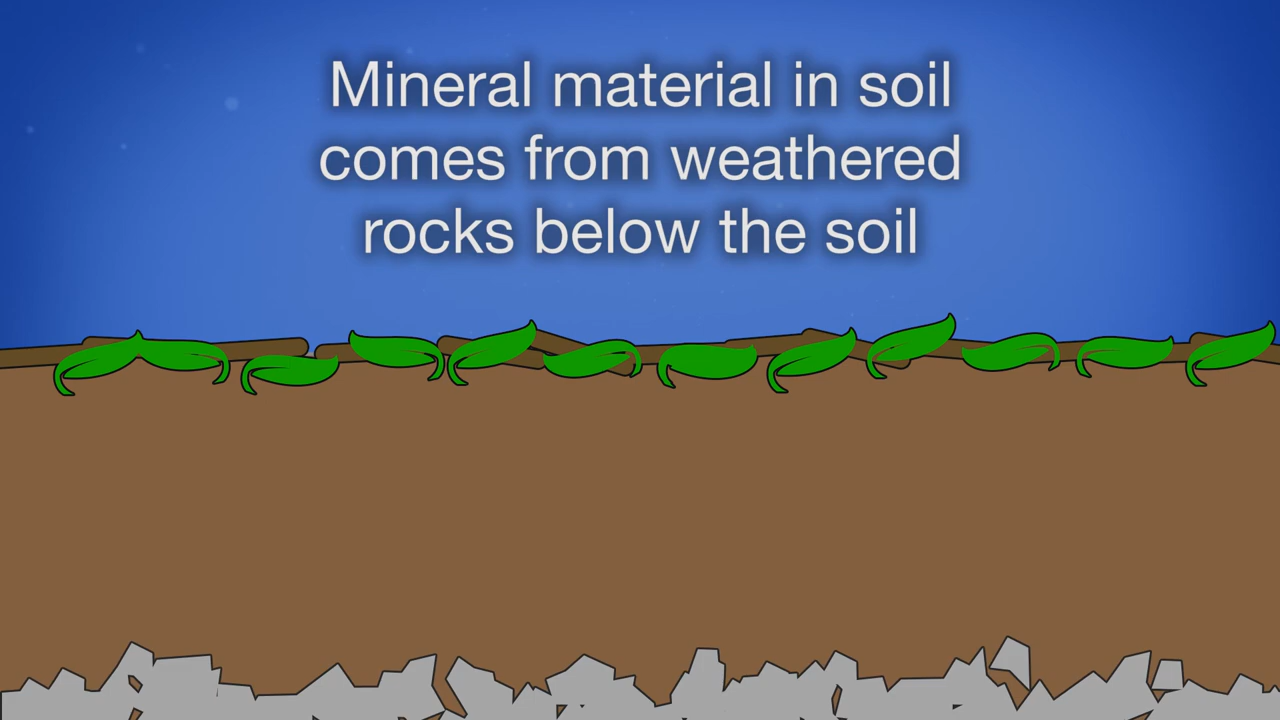 Mineral material in soil
comes from weathered
rocks below the soil